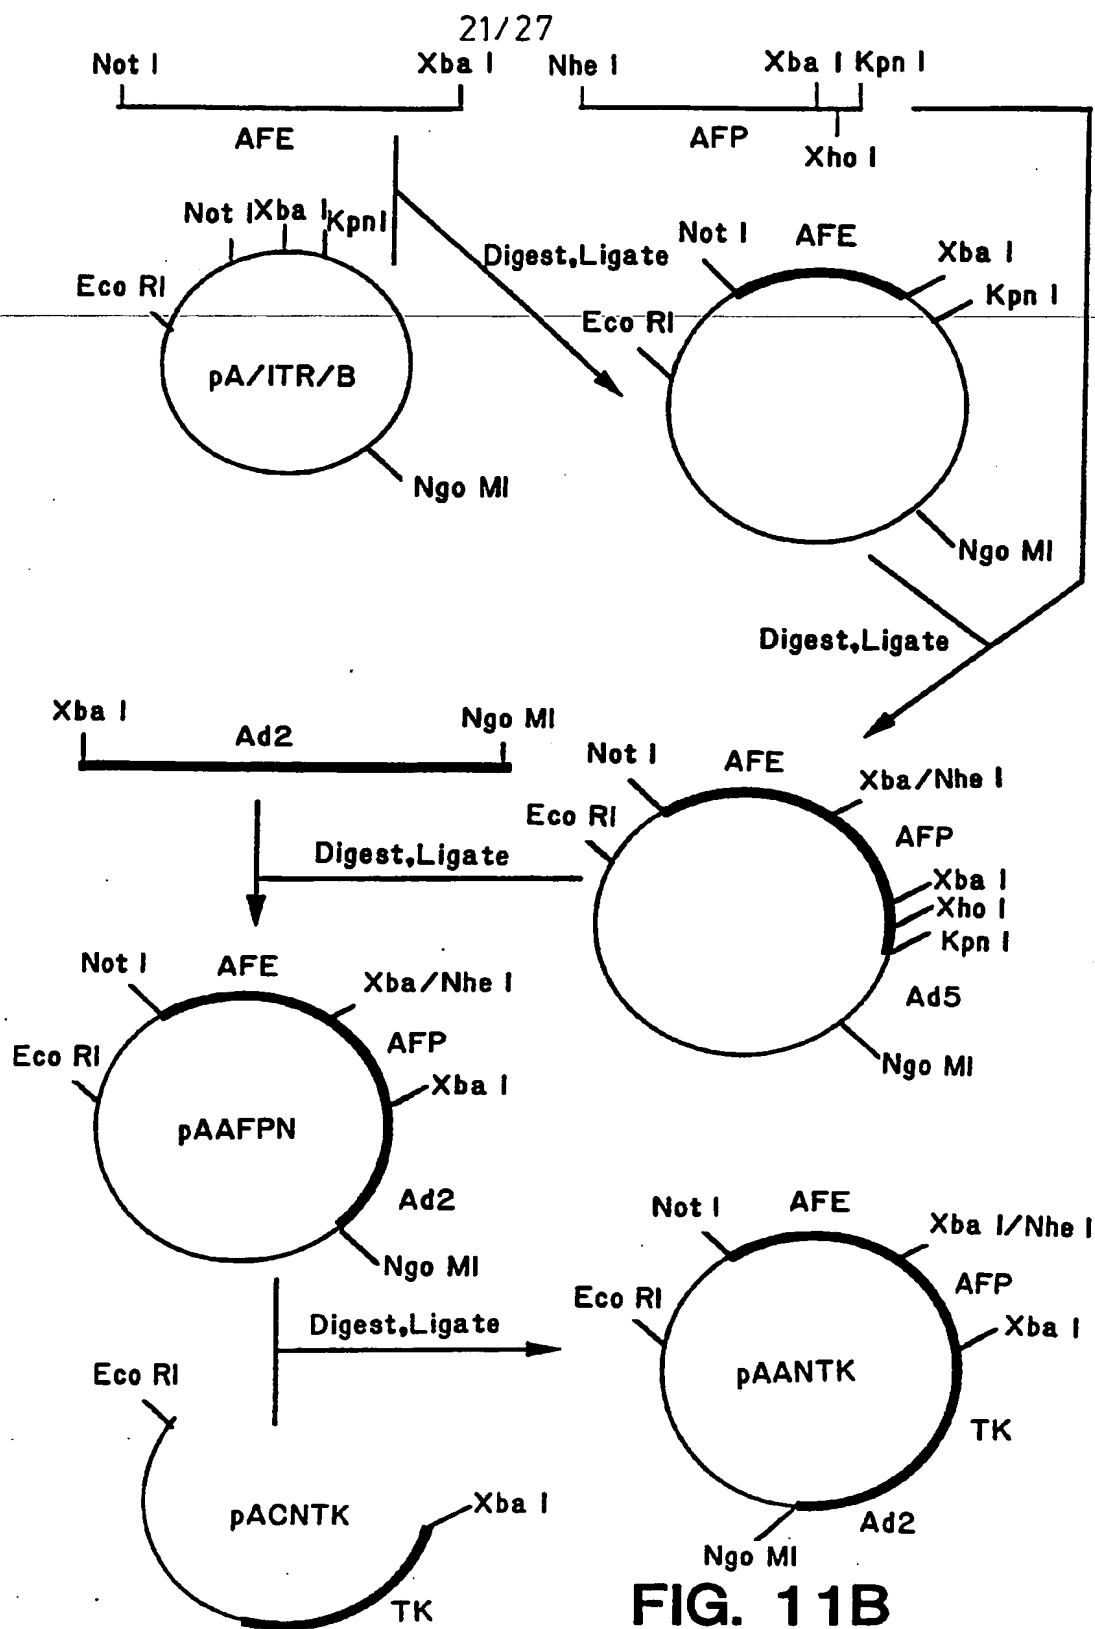 21/27
Not I
Xba I
Nhe I
Xba I
Kpn I
AFE
AFP
Xho I
Not I
Xba I
Kpn I
Eco RI
pA/ITR/B
Ngo MI
Digest,Ligate
Not I
AFE
Xba I
Kpn I
Eco RI
Ngo MI
Digest,Ligate
Xba I
Ad2
Ngo MI
Digest,Ligate
Not I
AFE
Xba/Nhe I
Eco RI
AFP
Xba I
Xho I
Kpn I
Ad5
Ngo MI
Not I
AFE
Xba/Nhe I
Eco RI
AFP
Xba I
pAAFPN
Ad2
Ngo MI
Digest,Ligate
Not I
AFE
Xba I/Nhe I
Eco RI
AFP
Xba I
pAANTK
TK
Ad2
Ngo MI
Eco RI
pACNTK
Xba I
TK
FIG. 11B